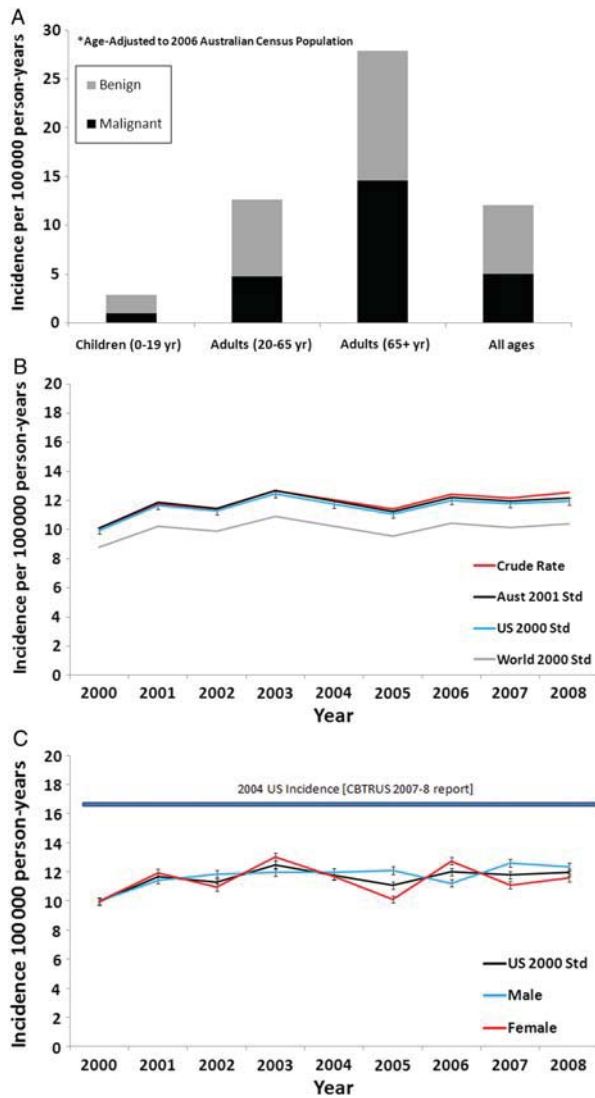 A
*Age-Adjusted to 2006 Australian Census Population
Benign
Malignant
Incidence per 100 000 person-years
30
25
20
15
10
5
0
Children (0-19 yr)
Adults (20-65 yr)
Adults (65+ yr)
All ages
B
Incidence per 100 000 person-years
20
18
16
14
12
10
8
6
4
2
0
Crude Rate
Aust 2001 Std
US 2000 Std
World 2000 Std
2000 2001 2002 2003 2004 2005 2006 2007 2008
Year
C
Incidence 100 000 person-years
20
18
16
14
12
10
8
6
4
2
0
2004 US Incidence [CBTRUS 2007-8 report]
US 2000 Std
Male
Female
2000 2001 2002 2003 2004 2005 2006 2007 2008
Year